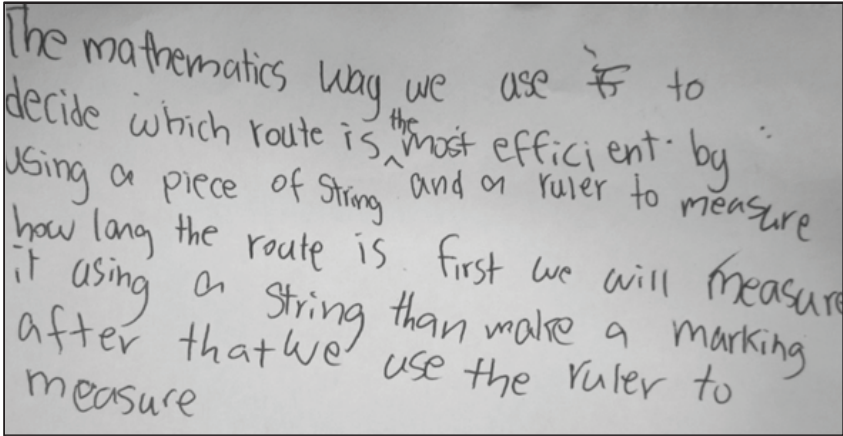 The mathematics way we use to
decide which route is the most efficient. by
using a piece of string and a ruler to measure
how lang the route is first we will measure
it using a string than make a marking
after that we use the ruler to
measure